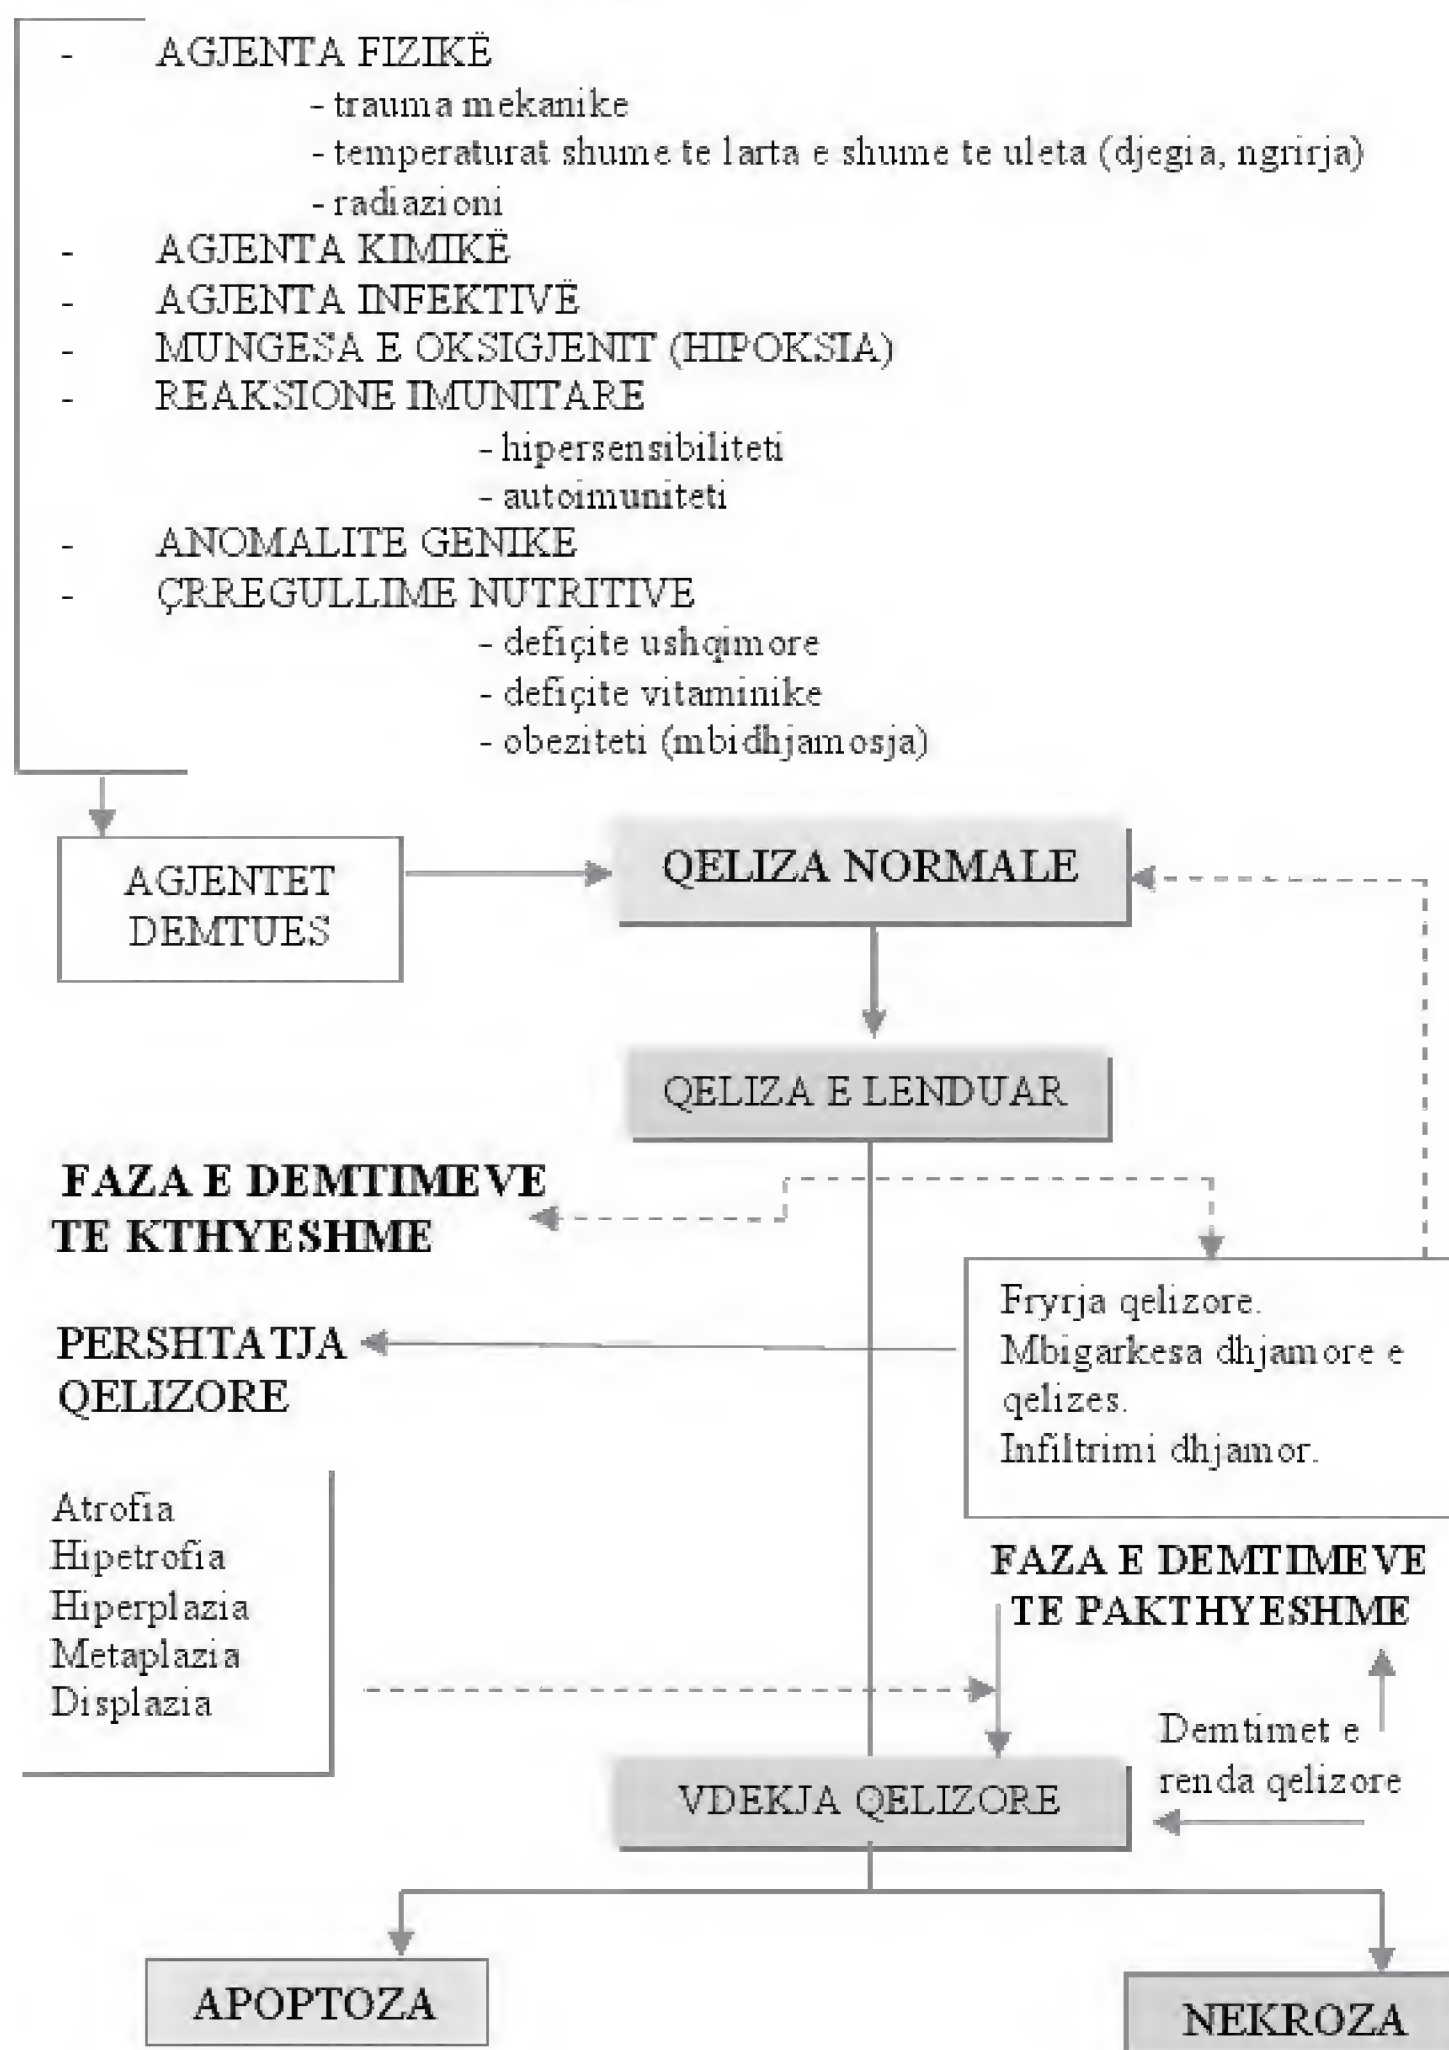 - AGJENTA FIZIKË
- trauma mekanike
- temperaturat shume te larta e shume te uleta (djegia, ngrirja)
- radiazioni
- AGJENTA KIMIKË
- AGJENTA INFEKTIVË
- MUNGESA E OKSIGJENIT (HIPOKSIA)
- REAKSIONE IMUNITARE
- hipersensibiliteti
- autoimuniteti
- ANOMALITE GENIKE
- ÇRREGULLIME NUTRITIVE
- defiçite ushqimore
- defiçite vitaminike
- obeziteti (mbidhjamosja)
AGJENTET
DEMTUES
QELIZA NORMALE
QELIZA E LENDUAR
FAZA E DEMTIMEVE
TE KTHYESHME
Fryrja qelizore.
Mbigarkesa dhjamore e
qelizes.
Infiltrimi dhjamor.
PERSHTATJA
QELIZORE
Atrofia
Hipetrofia
Hiperplazia
Metaplazia
Displazia
FAZA E DEMTIMEVE
TE PAKTHYESHME
Demtimet e
renda qelizore
VDEKJA QELIZORE
APOPTOZA
NEKROZA